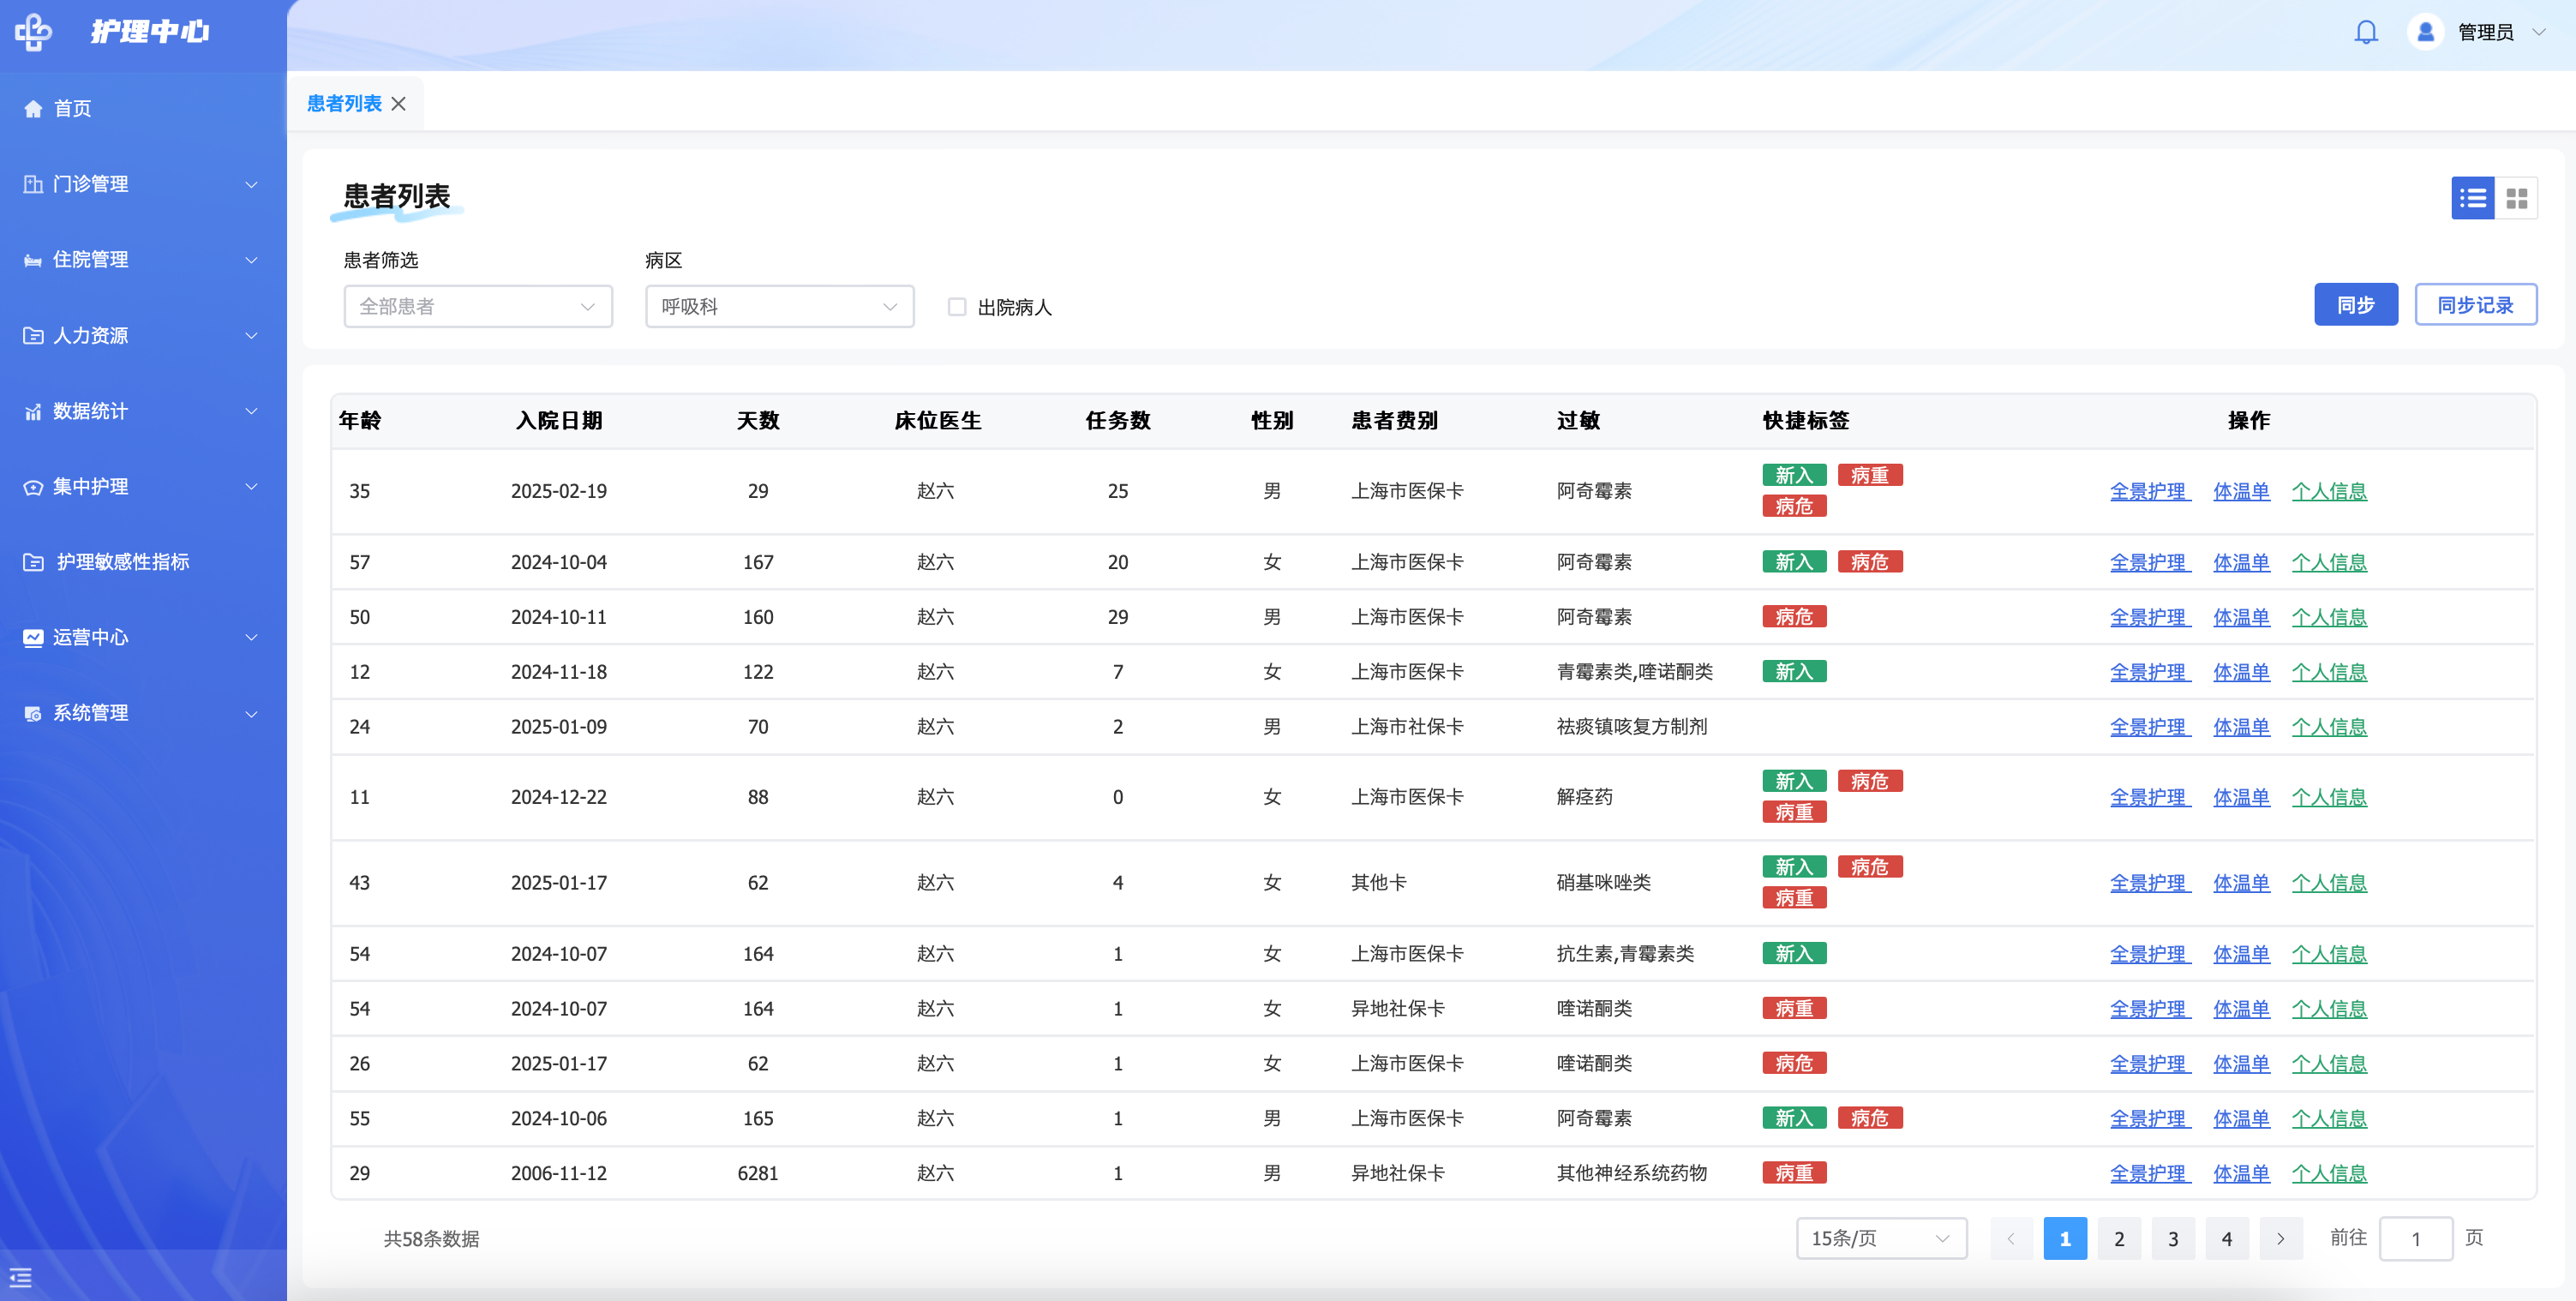 护理中心
管理员
首页
门诊管理
住院管理
人力资源
数据统计
集中护理
护理敏感性指标
运营中心
系统管理
患者列表
患者列表
患者筛选 病区
全部患者 呼吸科 出院病人 同步 同步记录
年龄 入院日期 天数 床位医生 任务数 性别 患者费别 过敏 快捷标签 操作
35 2025-02-19 29 赵六 25 男 上海市医保卡 阿奇霉素 新入 病重 病危 全景护理 体温单 个人信息
57 2024-10-04 167 赵六 20 女 上海市医保卡 阿奇霉素 新入 病危 全景护理 体温单 个人信息
50 2024-10-11 160 赵六 29 男 上海市医保卡 阿奇霉素 病危 全景护理 体温单 个人信息
12 2024-11-18 122 赵六 7 女 上海市医保卡 青霉素类,喹诺酮类 新入 全景护理 体温单 个人信息
24 2025-01-09 70 赵六 2 男 上海市社保卡 祛痰镇咳复方制剂 全景护理 体温单 个人信息
11 2024-12-22 88 赵六 0 女 上海市医保卡 解痉药 新入 病危 病重 全景护理 体温单 个人信息
43 2025-01-17 62 赵六 4 女 其他卡 硝基咪唑类 新入 病危 病重 全景护理 体温单 个人信息
54 2024-10-07 164 赵六 1 女 上海市医保卡 抗生素,青霉素类 新入 全景护理 体温单 个人信息
54 2024-10-07 164 赵六 1 女 异地社保卡 喹诺酮类 病重 全景护理 体温单 个人信息
26 2025-01-17 62 赵六 1 女 上海市医保卡 喹诺酮类 病危 全景护理 体温单 个人信息
55 2024-10-06 165 赵六 1 男 上海市医保卡 阿奇霉素 新入 病危 全景护理 体温单 个人信息
29 2006-11-12 6281 赵六 1 男 异地社保卡 其他神经系统药物 病重 全景护理 体温单 个人信息
共58条数据 15条/页 1 2 3 4 前往 1 页